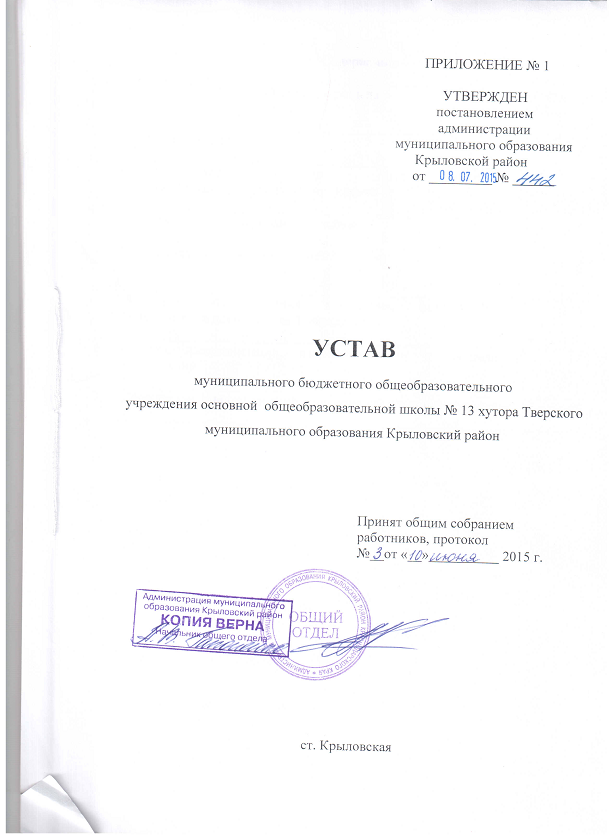 ПРИЛОЖЕНИЕ № 1
УТВЕРЖДЕН
постановлением
администрации
муниципального образования
Крыловской район
от 08. 07. 2015 № 442
УСТАВ
муниципального бюджетного общеобразовательного
учреждения основной общеобразовательной школы № 13 хутора Тверского
муниципального образования Крыловский район
Принят общим собранием
работников, протокол
№ 3 от «10» июня 2015 г.
Администрация муниципального
образования Крыловский район
КОПИЯ ВЕРНА
Начальник общего отдела
ОБЩИЙ
ОТДЕЛ
ст. Крыловская